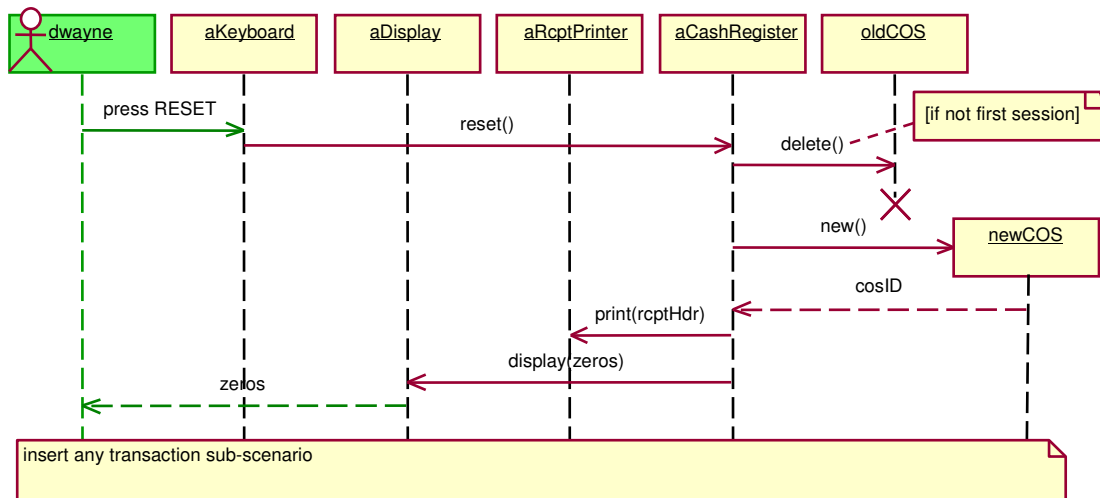 dwayne
aKeyboard
aDisplay
aRcptPrinter
aCashRegister
oldCOS
press RESET
reset()
[if not first session]
delete()
new()
newCOS
cosID
print(rcptHdr)
display(zeros)
zeros
insert any transaction sub-scenario